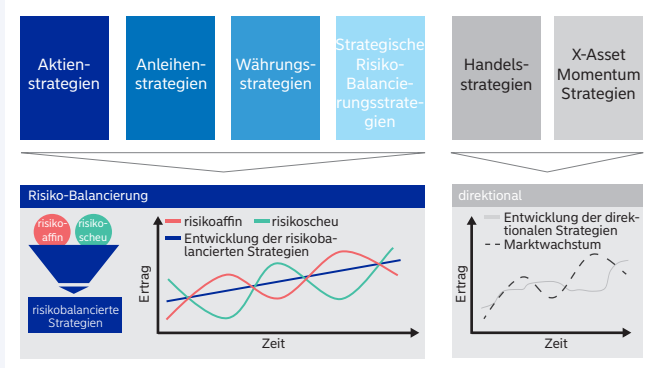 Aktien-
strategien
Anleihen-
strategien
Währungs-
strategien
Strategische
Risiko-
Balancie-
rungsstrate-
gien
Handels-
strategien
X-Asset
Momentum
Strategien
Risiko-Balancierung
risiko-
affin
risiko-
scheu
risikobalancierte
Strategien
risikoaffin
risikoscheu
Entwicklung der risikoba-
lancierten Strategien
Ertrag
Zeit
direktional
Entwicklung der direk-
tionalen Strategien
Marktwachstum
Ertrag
Zeit